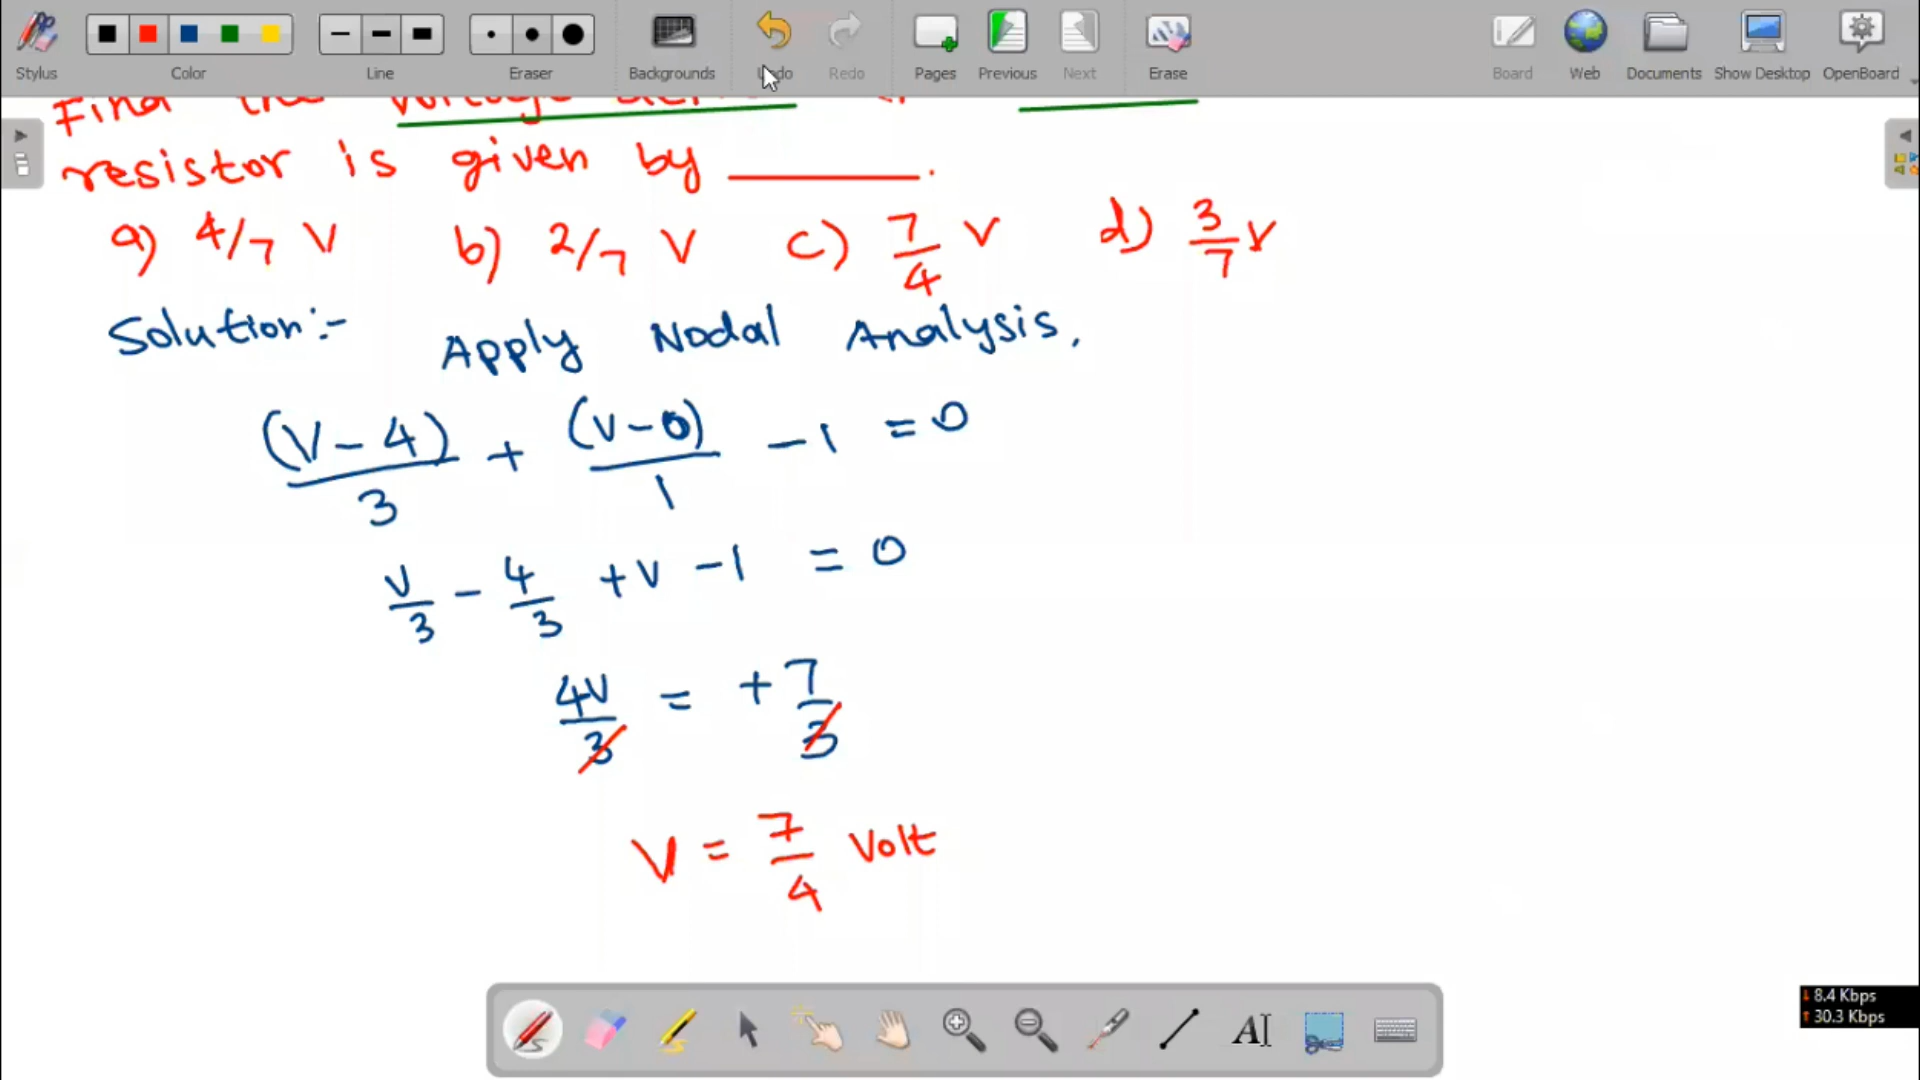 Stylus Color Line Eraser Backgrounds Undo Redo Pages Previous Next Erase Board Web Documents Show Desktop OpenBoard
Find the voltage
resistor is given by ______.
a) 4/7 V b) 2/7 V c) 7/4 V d) 3/7 V
Solution:- Apply Nodal Analysis.
(V-4)/3 + (V-0)/1 -1 = 0
V/3 - 4/3 + V - 1 = 0
4V/3 = +7/3
V = 7/4 Volt
AI
8.4 Kbps
30.3 Kbps